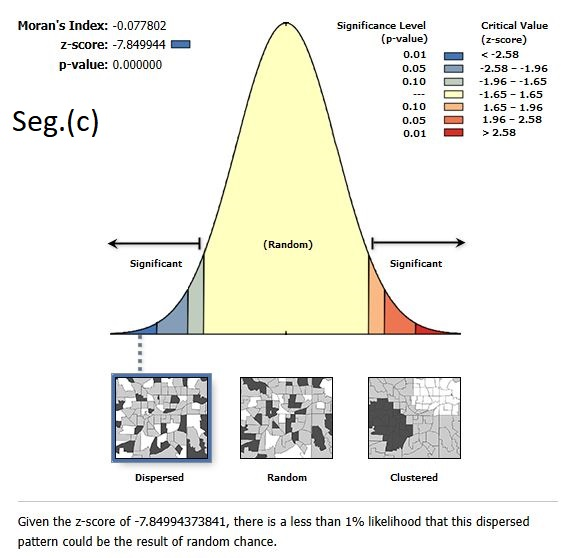 Moran's Index: -0.077802
z-score: -7.849944
p-value: 0.000000
Seg.(c)
Significance Level
(p-value)
Critical Value
(z-score)
0.01 < -2.58
0.05 -2.58 – -1.96
0.10 -1.96 – -1.65
--- -1.65 – 1.65
0.10 1.65 – 1.96
0.05 1.96 – 2.58
0.01 > 2.58
(Random)
Significant
Significant
Dispersed
Random
Clustered
Given the z-score of -7.84994373841, there is a less than 1% likelihood that this dispersed
pattern could be the result of random chance.